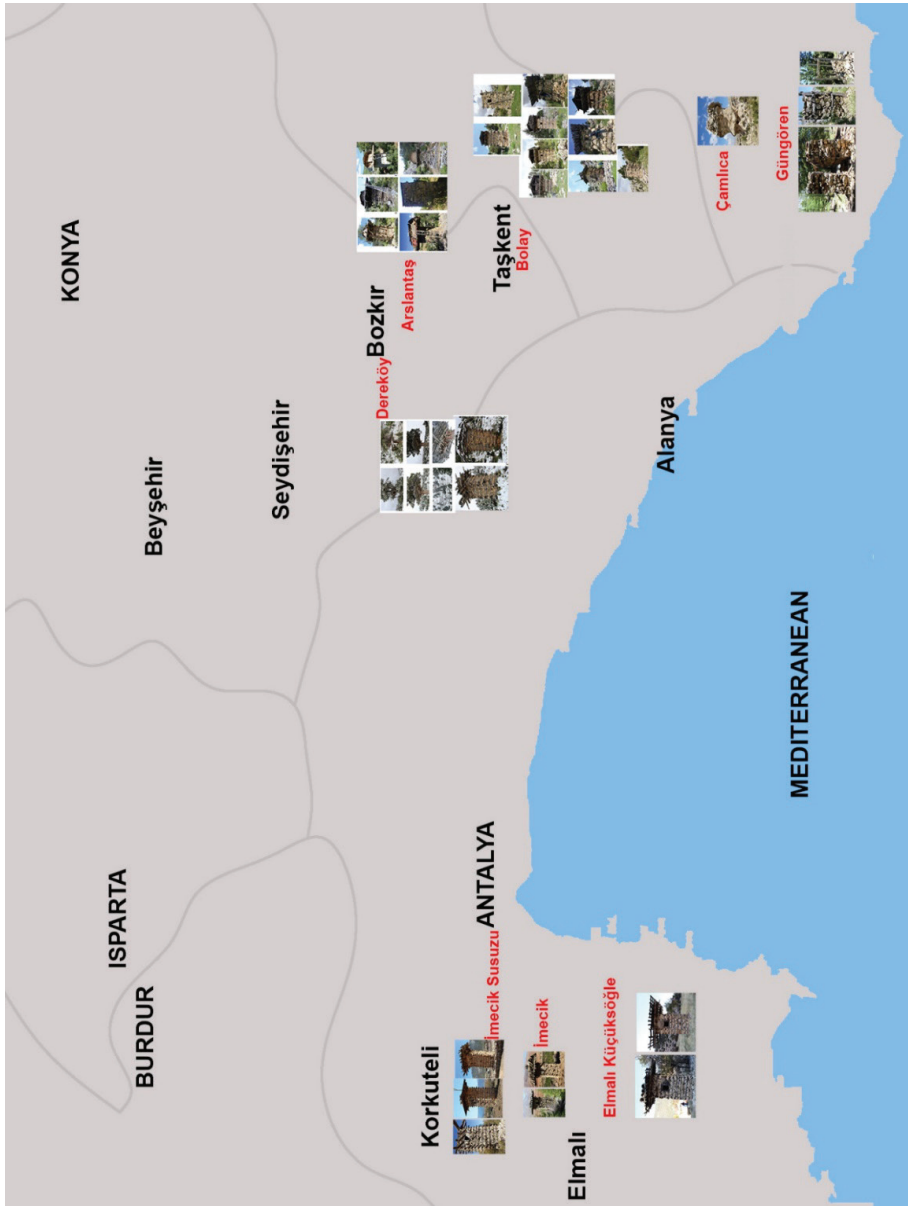 KONYA
ISPARTA
BURDUR
Beyşehir
Seydişehir
Dereköy
Bozkır
Arslantaş
Korkuteli
İmecik Susuzu
ANTALYA
Taşkent
Bolay
İmecik
Elmalı
Elmalı Küçüksöğle
Alanya
Çamlıca
Güngören
MEDITERRANEAN